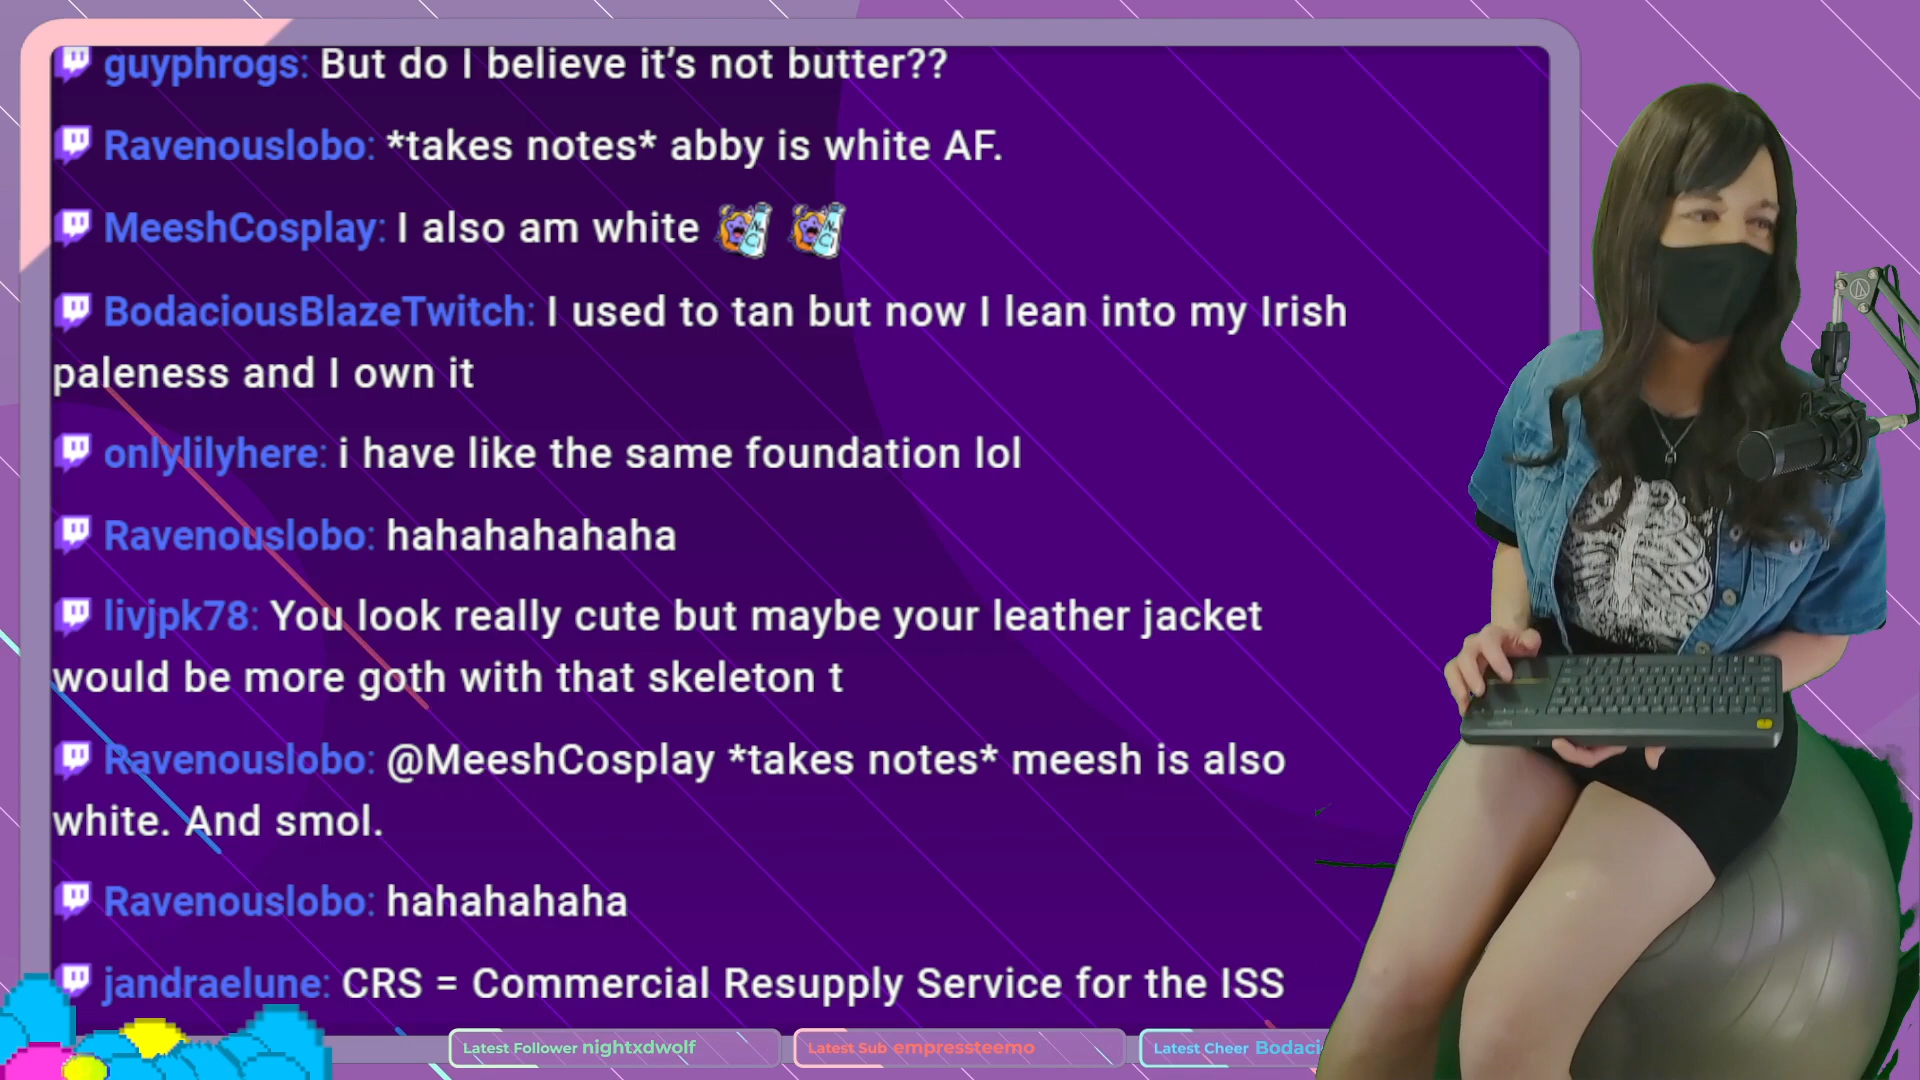 guyphrogs: But do I believe it’s not butter??
Ravenouslobo: *takes notes* abby is white AF.
MeeshCosplay: I also am white
BodaciousBlazeTwitch: I used to tan but now I lean into my Irish
paleness and I own it
onlylilyhere: i have like the same foundation lol
Ravenouslobo: hahahahahaha
livjpk78: You look really cute but maybe your leather jacket
would be more goth with that skeleton t
Ravenouslobo: @MeeshCosplay *takes notes* meesh is also
white. And smol.
Ravenouslobo: hahahahaha
jandraelune: CRS = Commercial Resupply Service for the ISS
Latest Follower nightxdwolf
Latest Sub empressteemo
Latest Cheer Bodaci